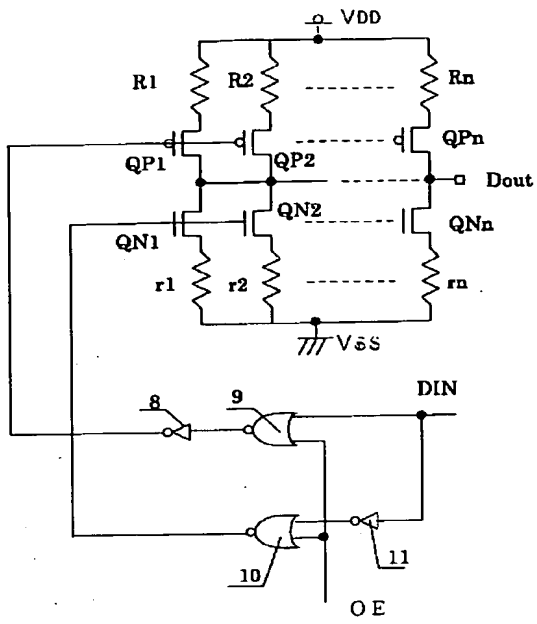 VDD
R1 R2 Rn
QP1 QP2 QPn
Dout
QN1 QN2 QNn
r1 r2 rn
VSS
DIN
8 9
10 11
OE